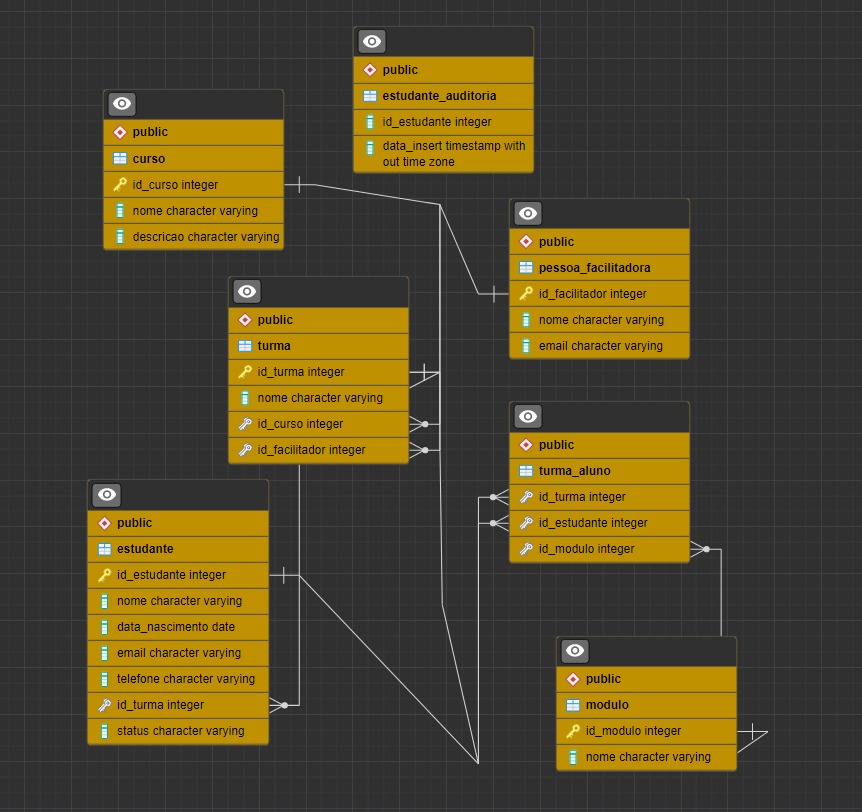 public
estudante_auditoria
id_estudante integer
data_insert timestamp with
out time zone
public
curso
id_curso integer
nome character varying
descricao character varying
public
pessoa_facilitadora
id_facilitador integer
nome character varying
email character varying
public
turma
id_turma integer
nome character varying
id_curso integer
id_facilitador integer
public
turma_aluno
id_turma integer
id_estudante integer
id_modulo integer
public
estudante
id_estudante integer
nome character varying
data_nascimento date
email character varying
telefone character varying
id_turma integer
status character varying
public
modulo
id_modulo integer
nome character varying